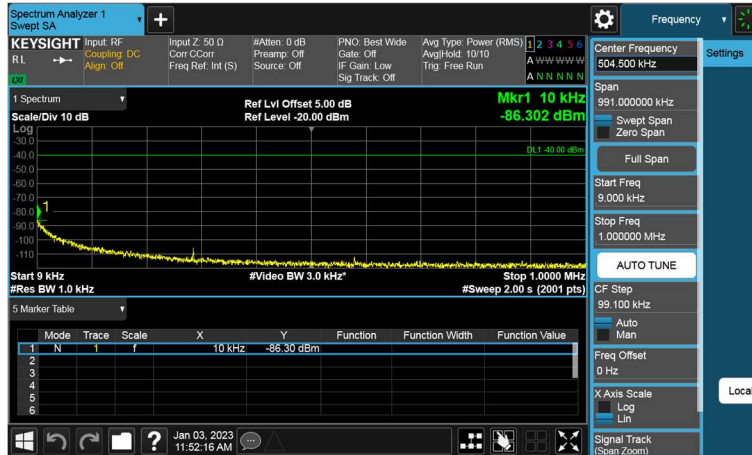 Spectrum Analyzer 1
Swept SA
Frequency
KEYSIGHT
RL
LXI
Input: RF
Coupling: DC
Align: Off
Input Z: 50 Ω
Corr CCorr
Freq Ref: Int (S)
#Atten: 0 dB
Preamp: Off
Source: Off
PNO: Best Wide
Gate: Off
IF Gain: Low
Sig Track: Off
Avg Type: Power (RMS)
Avg|Hold: 10/10
Trig: Free Run
1 2 3 4 5 6
A W W W W W
A N N N N N
1 Spectrum
Scale/Div 10 dB
Ref Lvl Offset 5.00 dB
Ref Level -20.00 dBm
Mkr1 10 kHz
-86.302 dBm
Log
-30.0
-40.0
-50.0
-60.0
-70.0
-80.0
-90.0
-100
-110
DL1 -40.00 dBm
1
Start 9 kHz
#Video BW 3.0 kHz*
Stop 1.0000 MHz
#Res BW 1.0 kHz
#Sweep 2.00 s (2001 pts)
5 Marker Table
Mode Trace Scale X Y Function Function Width Function Value
1 N 1 f 10 kHz -86.30 dBm
2
3
4
5
6
Jan 03, 2023
11:52:16 AM
?
Center Frequency
504.500 kHz
Settings
Span
991.000000 kHz
Swept Span
Zero Span
Full Span
Start Freq
9.000 kHz
Stop Freq
1.000000 MHz
AUTO TUNE
CF Step
99.100 kHz
Auto
Man
Freq Offset
0 Hz
Local
X Axis Scale
Log
Lin
Signal Track
(Span Zoom)